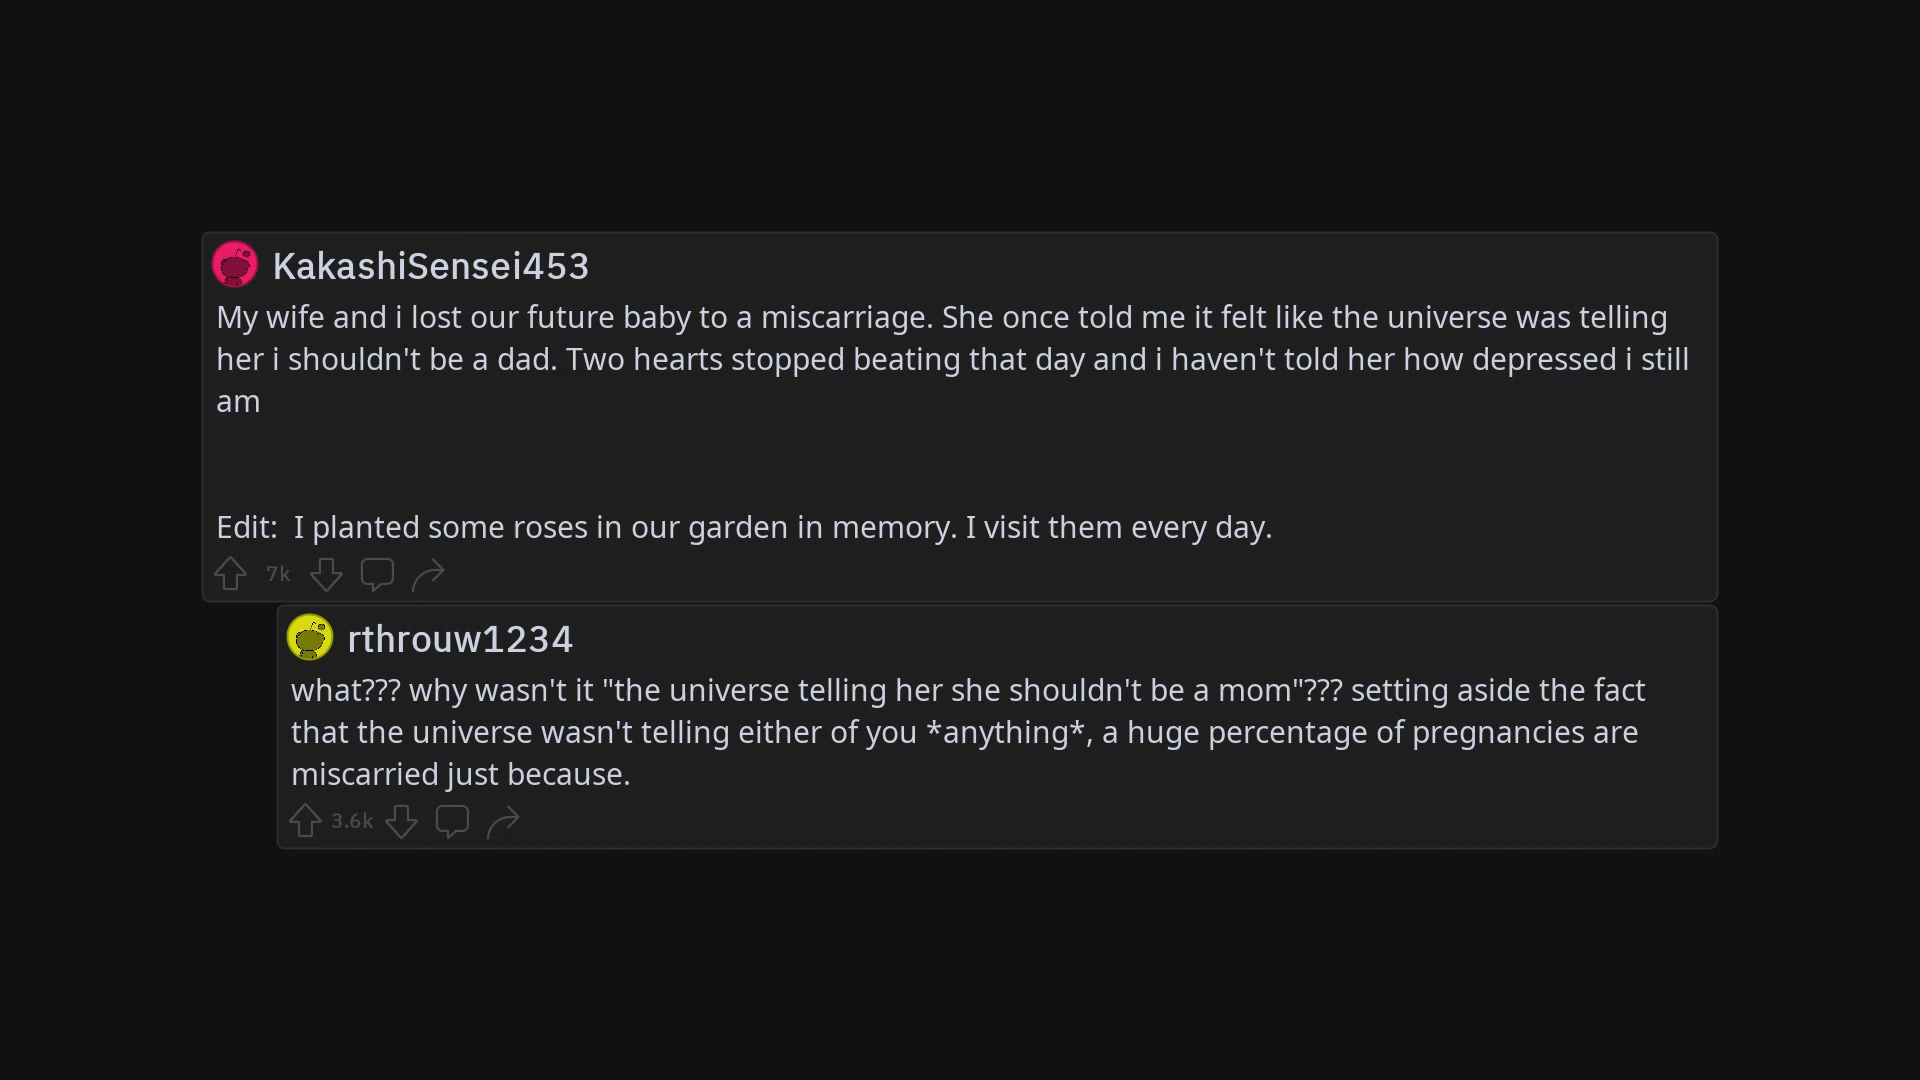 KakashiSensei453
My wife and i lost our future baby to a miscarriage. She once told me it felt like the universe was telling
her i shouldn't be a dad. Two hearts stopped beating that day and i haven't told her how depressed i still
am
Edit:  I planted some roses in our garden in memory. I visit them every day.
7k
rthrouw1234
what??? why wasn't it "the universe telling her she shouldn't be a mom"??? setting aside the fact
that the universe wasn't telling either of you *anything*, a huge percentage of pregnancies are
miscarried just because.
3.6k